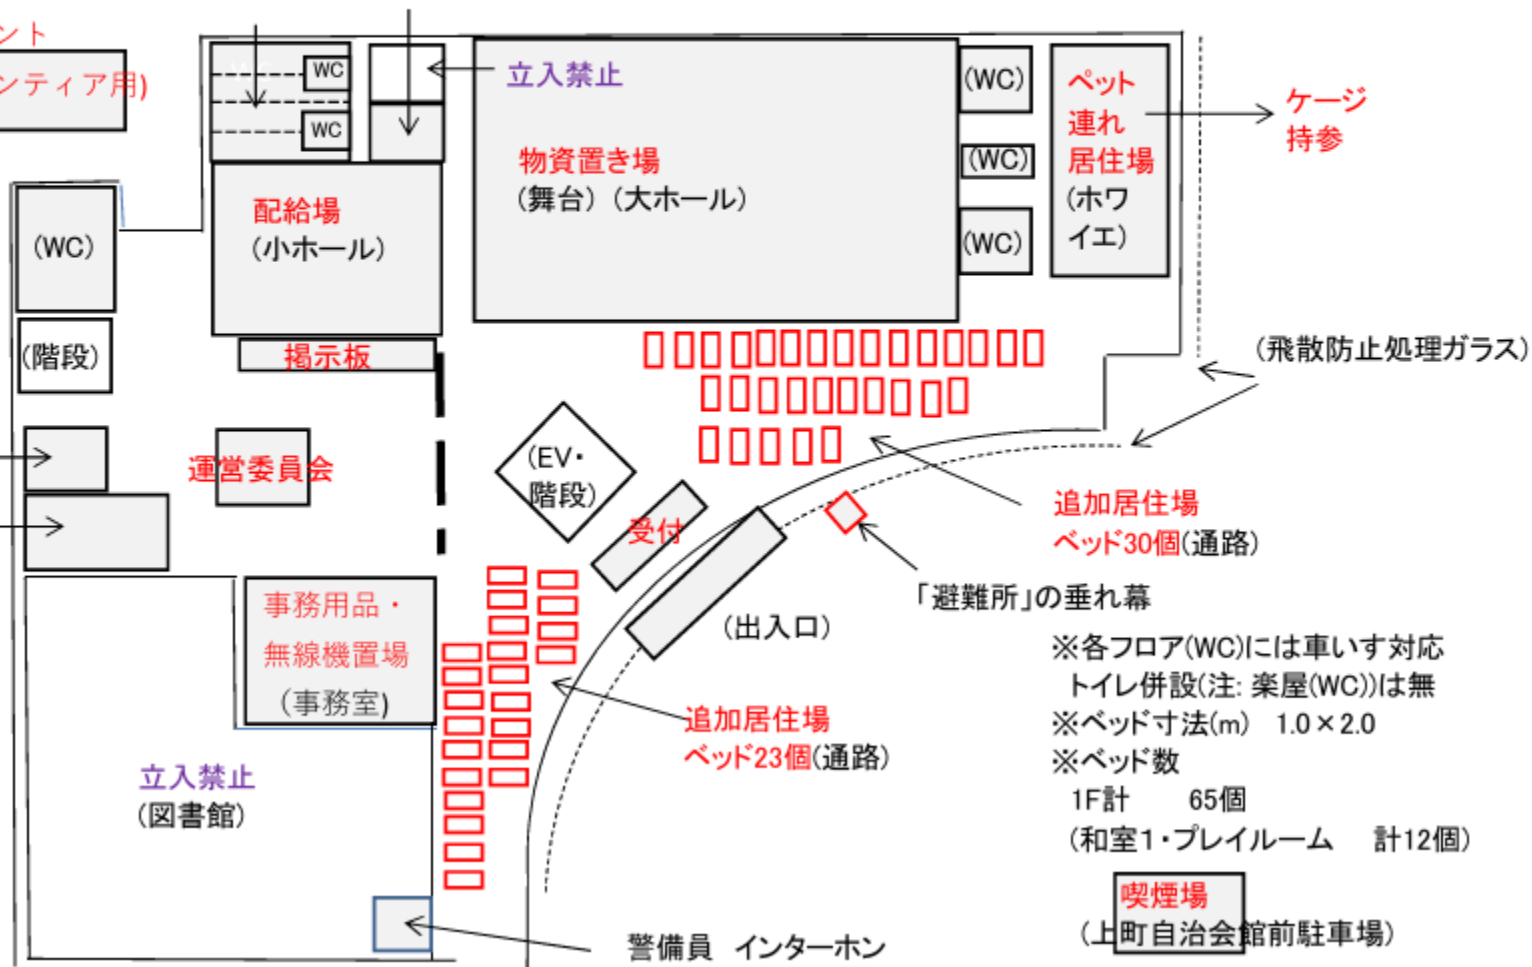 ント
ンティア用)
WC
WC
立入禁止
物資置き場
(舞台) (大ホール)
(WC)
(WC)
(WC)
ペット
連れ
居住場
(ホワ
イエ)
ケージ
持参
配給場
(小ホール)
(WC)
(階段)
掲示板
(飛散防止処理ガラス)
運営委員会
(EV・
階段)
受付
追加居住場
ベッド30個(通路)
「避難所」の垂れ幕
(出入口)
事務用品・
無線機置場
(事務室)
追加居住場
ベッド23個(通路)
立入禁止
(図書館)
※各フロア(WC)には車いす対応
トイレ併設(注: 楽屋(WC))は無
※ベッド寸法(m) 1.0×2.0
※ベッド数
1F計 65個
(和室1・プレイルーム 計12個)
喫煙場
(上町自治会館前駐車場)
警備員 インターホン